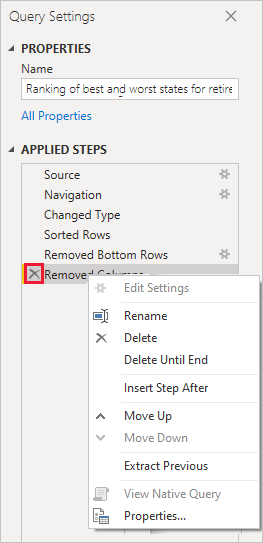 Query Settings
PROPERTIES
Name
Ranking of best and worst states for retire
All Properties
APPLIED STEPS
Source
Navigation
Changed Type
Sorted Rows
Removed Bottom Rows
Removed Columns
Edit Settings
Rename
Delete
Delete Until End
Insert Step After
Move Up
Move Down
Extract Previous
View Native Query
Properties...